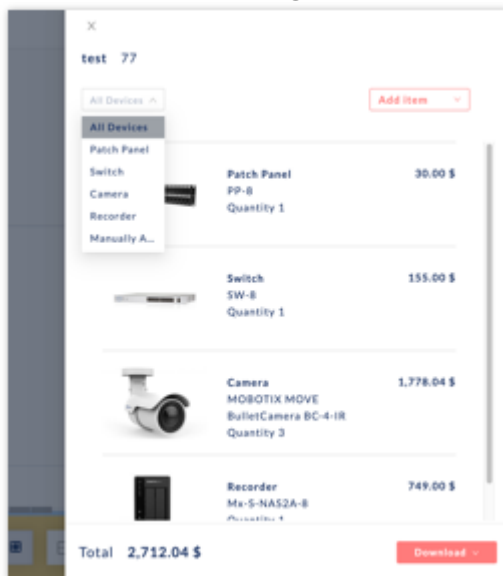 ×
test 77
All Devices
Add item
All Devices
Patch Panel
Switch
Camera
Recorder
Manually A...
Patch Panel
PP-8
Quantity 1
30.00 $
Switch
SW-8
Quantity 1
155.00 $
Camera
MOBOTIX MOVE
BulletCamera BC-4-IR
Quantity 3
1,778.04 $
Recorder
Mx-S-NAS2A-8
Quantity 1
749.00 $
Total 2,712.04 $
Download